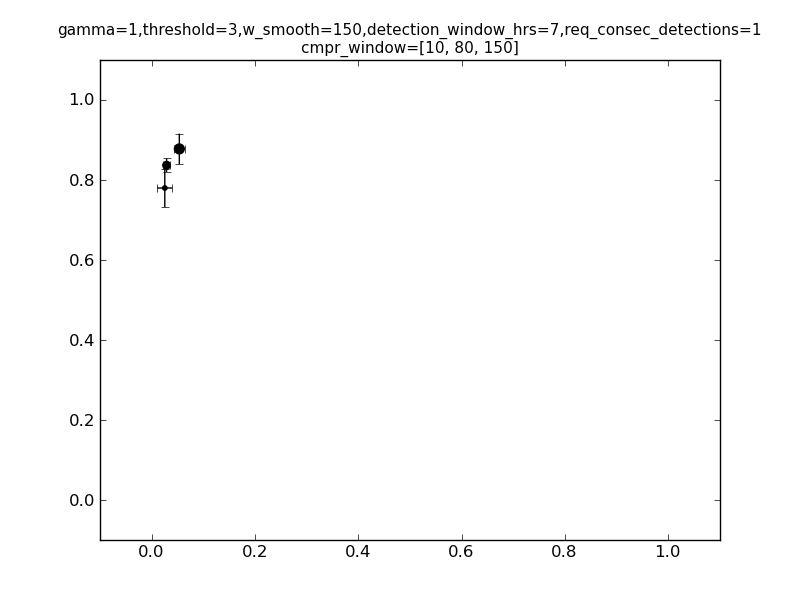 gamma=1,threshold=3,w_smooth=150,detection_window_hrs=7,req_consec_detections=1
cmpr_window=[10, 80, 150]
1.0
0.8
0.6
0.4
0.2
0.0
0.0 0.2 0.4 0.6 0.8 1.0